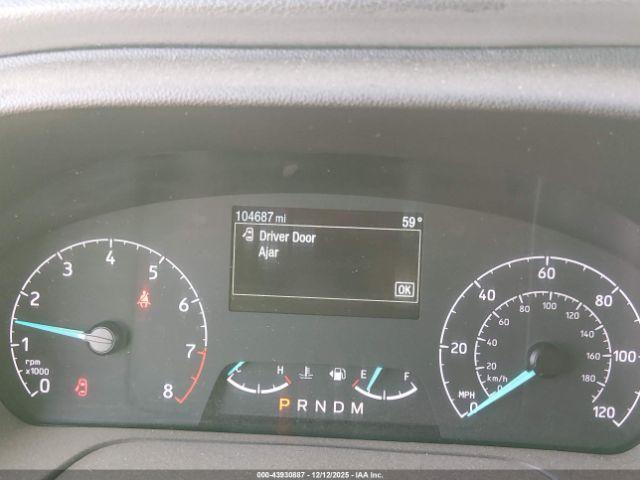 104687 mi 59°
Driver Door
Ajar
OK
0 1 2 3 4 5 6 7 8
rpm
x1000
C H E F
P R N D M
0 20 40 60 80 100 120
MPH
0 20 40 60 80 100 120 140 160 180
km/h
000-43930887 - 12/12/2025 - IAA Inc.